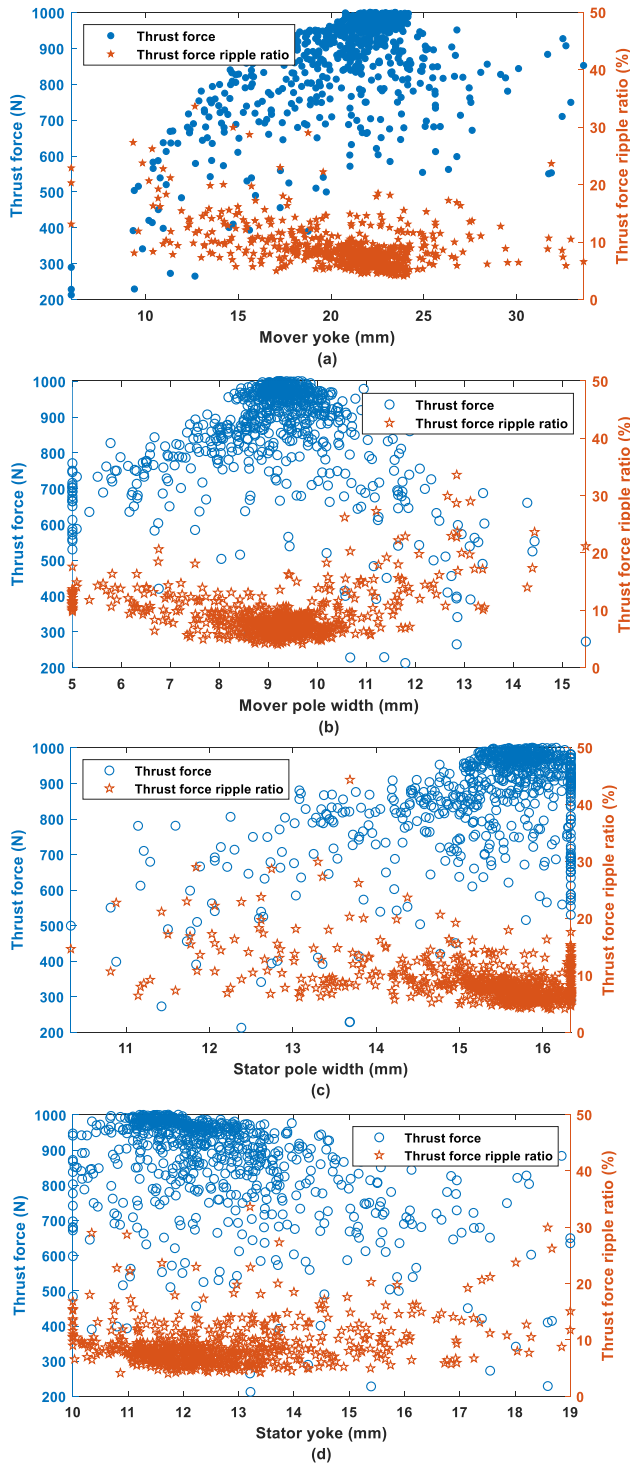 Thrust force
Thrust force ripple ratio
Thrust force (N)
1000
900
800
700
600
500
400
300
200
50
40
30
20
10
0
Thrust force ripple ratio (%)
10 15 20 25 30
Mover yoke (mm)
(a)
Thrust force
Thrust force ripple ratio
Thrust force (N)
1000
900
800
700
600
500
400
300
200
50
40
30
20
10
0
Thrust force ripple ratio (%)
5 6 7 8 9 10 11 12 13 14 15
Mover pole width (mm)
(b)
Thrust force
Thrust force ripple ratio
Thrust force (N)
1000
900
800
700
600
500
400
300
200
50
40
30
20
10
0
Thrust force ripple ratio (%)
11 12 13 14 15 16
Stator pole width (mm)
(c)
Thrust force
Thrust force ripple ratio
Thrust force (N)
1000
900
800
700
600
500
400
300
200
50
40
30
20
10
0
Thrust force ripple ratio (%)
10 11 12 13 14 15 16 17 18 19
Stator yoke (mm)
(d)